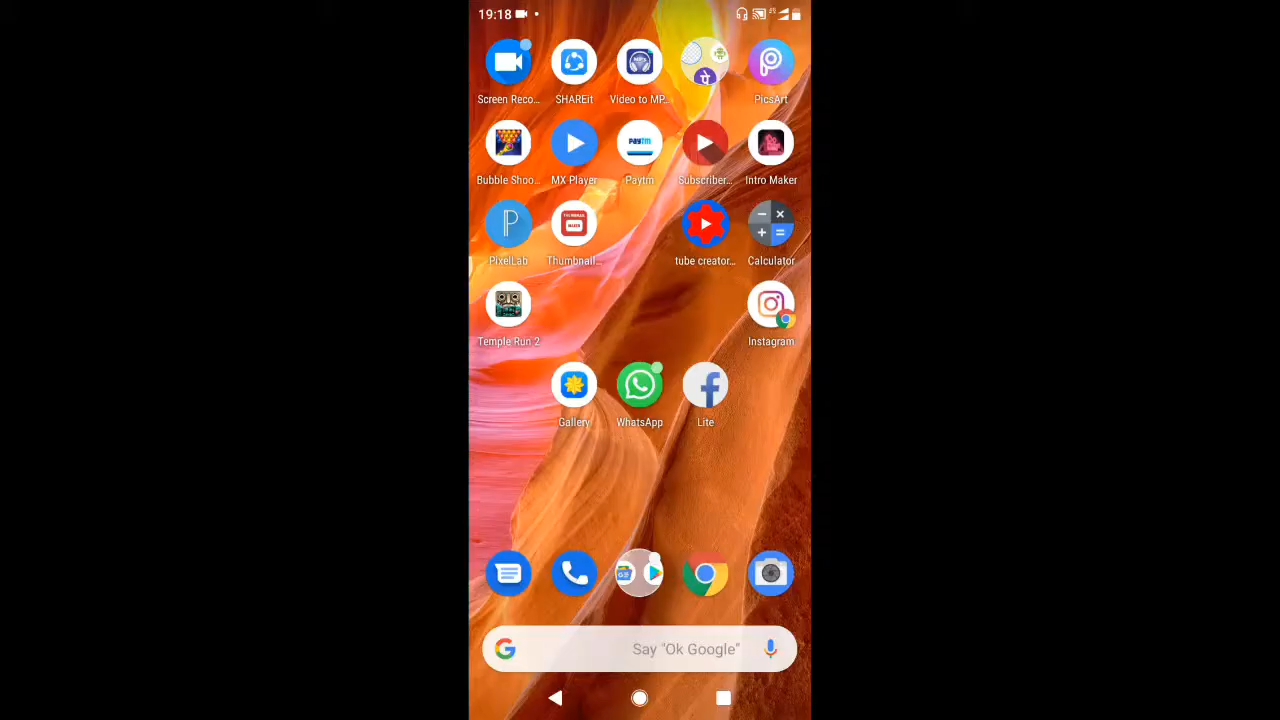 19:18
Screen Reco...
SHAREit
Video to MP...
PicsArt
Bubble Shoo...
MX Player
Paytm
Subscriber...
Intro Maker
PixelLab
Thumbnail...
tube creator...
Calculator
Temple Run 2
Instagram
Gallery
WhatsApp
Lite
Say "Ok Google"